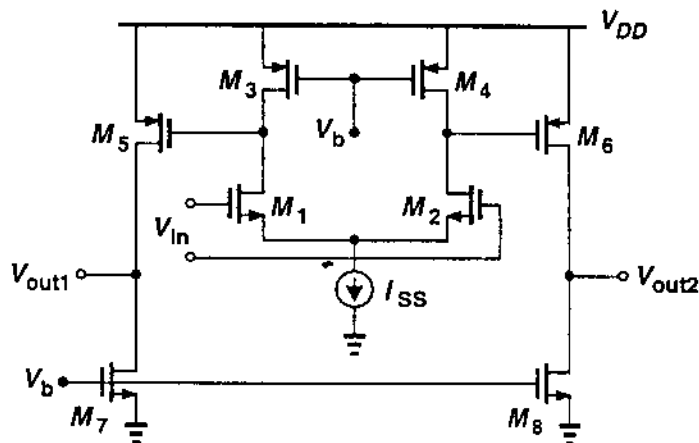 V_DD
M_3
M_4
M_5
V_b
M_6
M_1
M_2
V_in
V_out1
I_SS
V_out2
V_b
M_7
M_8